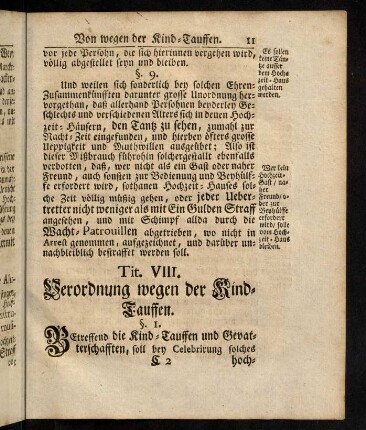 Von wegen der Kind-Tauffen. 11
vor jede Persohn, die sich hierinnen vergehen wird,
völlig abgestellet seyn und bleiben.
§. 9.
Und weilen sich sonderlich bey solchen Ehren-
Zusammenkünfften darunter grosse Unordnung her-
vorgethan, daß allerhand Persohnen beyderley Ge-
schlechts und verschiedenen Alters sich in denen Hoch-
zeit-Häusern, den Tantz zu sehen, zumahl zur
Nacht-Zeit eingefunden, und hierbey öfters grosse
Ueppigkeit und Muthwillen ausgeübet; Also ist
dieser Mißbrauch führohin solchergestallt ebenfalls
verbotten, daß, wer nicht als ein Gast oder naher
Freund, auch sonsten zur Bedienung und Beyhülf-
fe erfordert wird, sothanen Hochzeit-Hauses sol-
che Zeit völlig müßig gehen, oder jeder Ueber-
tretter nicht weniger als mit Ein Gulden Straff
angesehen, und mit Schimpf allda durch die
Wacht-Patrouillen abgetrieben, wo nicht in
Arrest genommen, aufgezeichnet, und darüber un-
nachbleiblich bestraffet werden soll.
Es sollen
keine Tän-
tze ausser
dem Hoch-
zeit-Haus
gehalten
werden.
Wer kein
Hochzeit-
Gast, na-
her
Freund, o-
der zur
Beyhülffe
erfordert
wird, solle
vom Hoch-
zeit-Haus
bleiben.
Tit. VIII.
Verordnung wegen der Kind-
Tauffen.
§. 1.
Betreffend die Kind-Tauffen und Gevat-
terschafften, soll bey Celebrirung solches
C 2 hoch-